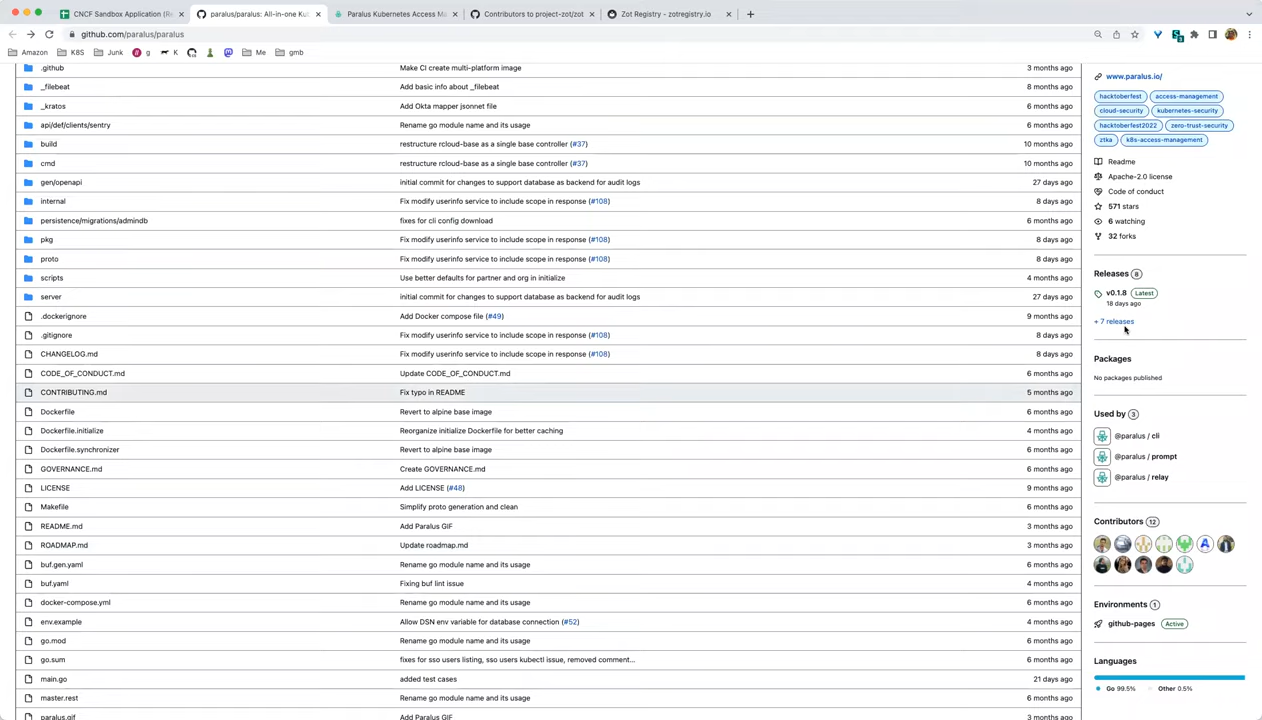 CNCF Sandbox Application (Re
paralus/paralus: All-in-one Ku
Paralus Kubernetes Access Ma
Contributors to project-zot/zot
Zot Registry - zotregistry.io
github.com/paralus/paralus
Amazon K8S Junk g K Me gmb
.github Make CI create multi-platform image 3 months ago
_filebeat Add basic info about _filebeat 8 months ago
_kratos Add Okta mapper jsonnet file 6 months ago
api/def/clients/sentry Rename go module name and its usage 6 months ago
build restructure rcloud-base as a single base controller (#37) 10 months ago
cmd restructure rcloud-base as a single base controller (#37) 10 months ago
gen/openapi initial commit for changes to support database as backend for audit logs 27 days ago
internal Fix modify userinfo service to include scope in response (#108) 8 days ago
persistence/migrations/admindb fixes for cli config download 6 months ago
pkg Fix modify userinfo service to include scope in response (#108) 8 days ago
proto Fix modify userinfo service to include scope in response (#108) 8 days ago
scripts Use better defaults for partner and org in initialize 4 months ago
server initial commit for changes to support database as backend for audit logs 27 days ago
.dockerignore Add Docker compose file (#49) 9 months ago
.gitignore Fix modify userinfo service to include scope in response (#108) 8 days ago
CHANGELOG.md Fix modify userinfo service to include scope in response (#108) 8 days ago
CODE_OF_CONDUCT.md Update CODE_OF_CONDUCT.md 6 months ago
CONTRIBUTING.md Fix typo in README 5 months ago
Dockerfile Revert to alpine base image 6 months ago
Dockerfile.initialize Reorganize initialize Dockerfile for better caching 4 months ago
Dockerfile.synchronizer Revert to alpine base image 6 months ago
GOVERNANCE.md Create GOVERNANCE.md 6 months ago
LICENSE Add LICENSE (#48) 9 months ago
Makefile Simplify proto generation and clean 6 months ago
README.md Add Paralus GIF 3 months ago
ROADMAP.md Update roadmap.md 3 months ago
buf.gen.yaml Rename go module name and its usage 6 months ago
buf.yaml Fixing buf lint issue 4 months ago
docker-compose.yml Rename go module name and its usage 6 months ago
env.example Allow DSN env variable for database connection (#52) 4 months ago
go.mod Rename go module name and its usage 6 months ago
go.sum fixes for sso users listing, sso users kubectl issue, removed comment… 6 months ago
main.go added test cases 21 days ago
master.rest Rename go module name and its usage 6 months ago
paralus.gif Add Paralus GIF 3 months ago
www.paralus.io/
hacktoberfest access-management
cloud-security kubernetes-security
hacktoberfest2022 zero-trust-security
ztka k8s-access-management
Readme
Apache-2.0 license
Code of conduct
571 stars
6 watching
32 forks
Releases 8
v0.1.8 Latest
18 days ago
+ 7 releases
Packages
No packages published
Used by 3
@paralus / cli
@paralus / prompt
@paralus / relay
Contributors 12
Environments 1
github-pages Active
Languages
Go 99.5% Other 0.5%